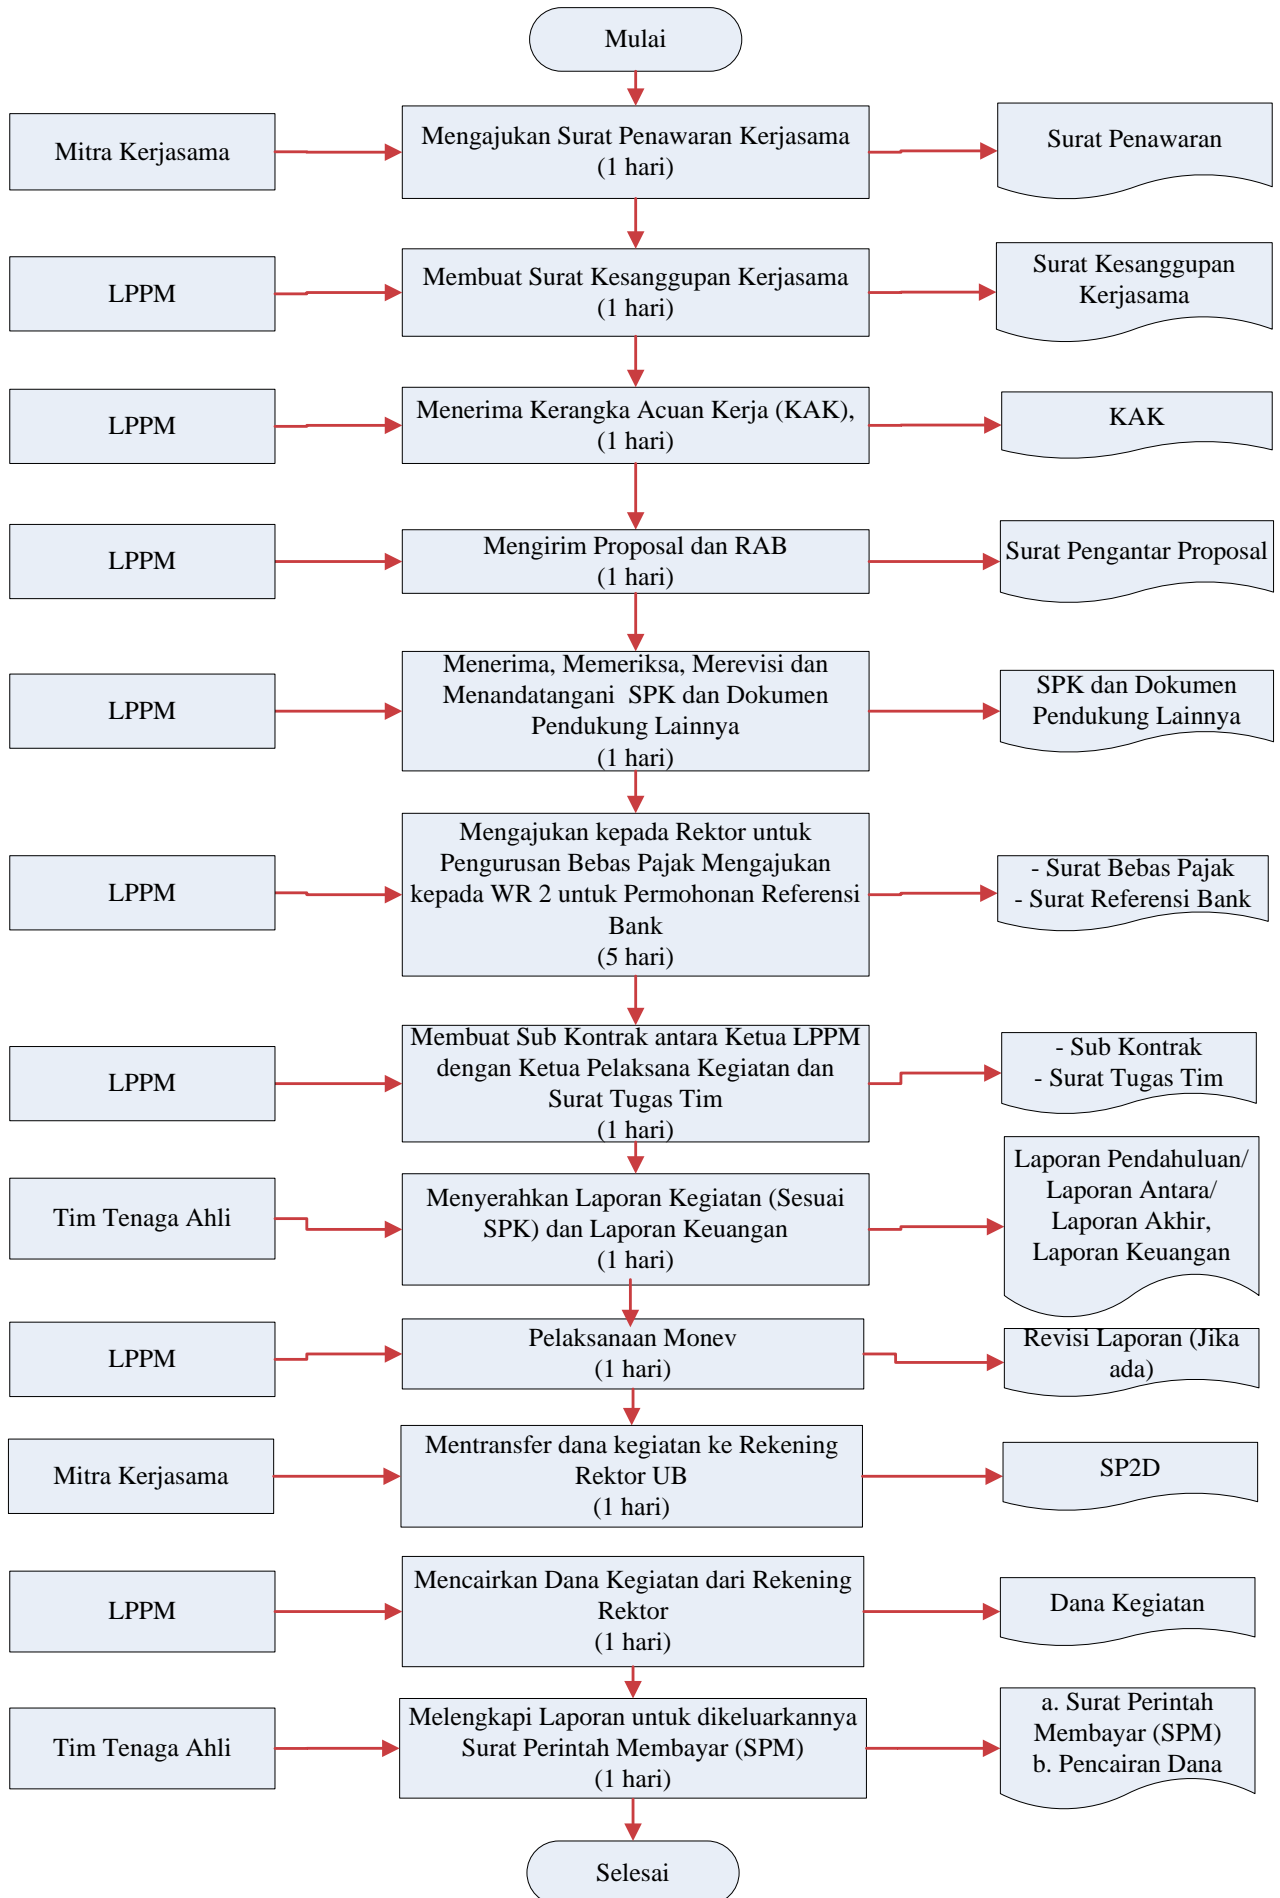 Mulai
Mitra Kerjasama
Mengajukan Surat Penawaran Kerjasama
(1 hari)
Surat Penawaran
LPPM
Membuat Surat Kesanggupan Kerjasama
(1 hari)
Surat Kesanggupan
Kerjasama
LPPM
Menerima Kerangka Acuan Kerja (KAK),
(1 hari)
KAK
LPPM
Mengirim Proposal dan RAB
(1 hari)
Surat Pengantar Proposal
LPPM
Menerima, Memeriksa, Merevisi dan
Menandatangani  SPK dan Dokumen
Pendukung Lainnya
(1 hari)
SPK dan Dokumen
Pendukung Lainnya
LPPM
Mengajukan kepada Rektor untuk
Pengurusan Bebas Pajak Mengajukan
kepada WR 2 untuk Permohonan Referensi
Bank
(5 hari)
- Surat Bebas Pajak
- Surat Referensi Bank
LPPM
Membuat Sub Kontrak antara Ketua LPPM
dengan Ketua Pelaksana Kegiatan dan
Surat Tugas Tim
(1 hari)
- Sub Kontrak
- Surat Tugas Tim
Tim Tenaga Ahli
Menyerahkan Laporan Kegiatan (Sesuai
SPK) dan Laporan Keuangan
(1 hari)
Laporan Pendahuluan/
Laporan Antara/
Laporan Akhir,
Laporan Keuangan
LPPM
Pelaksanaan Monev
(1 hari)
Revisi Laporan (Jika
ada)
Mitra Kerjasama
Mentransfer dana kegiatan ke Rekening
Rektor UB
(1 hari)
SP2D
LPPM
Mencairkan Dana Kegiatan dari Rekening
Rektor
(1 hari)
Dana Kegiatan
Tim Tenaga Ahli
Melengkapi Laporan untuk dikeluarkannya
Surat Perintah Membayar (SPM)
(1 hari)
a. Surat Perintah
Membayar (SPM)
b. Pencairan Dana
Selesai